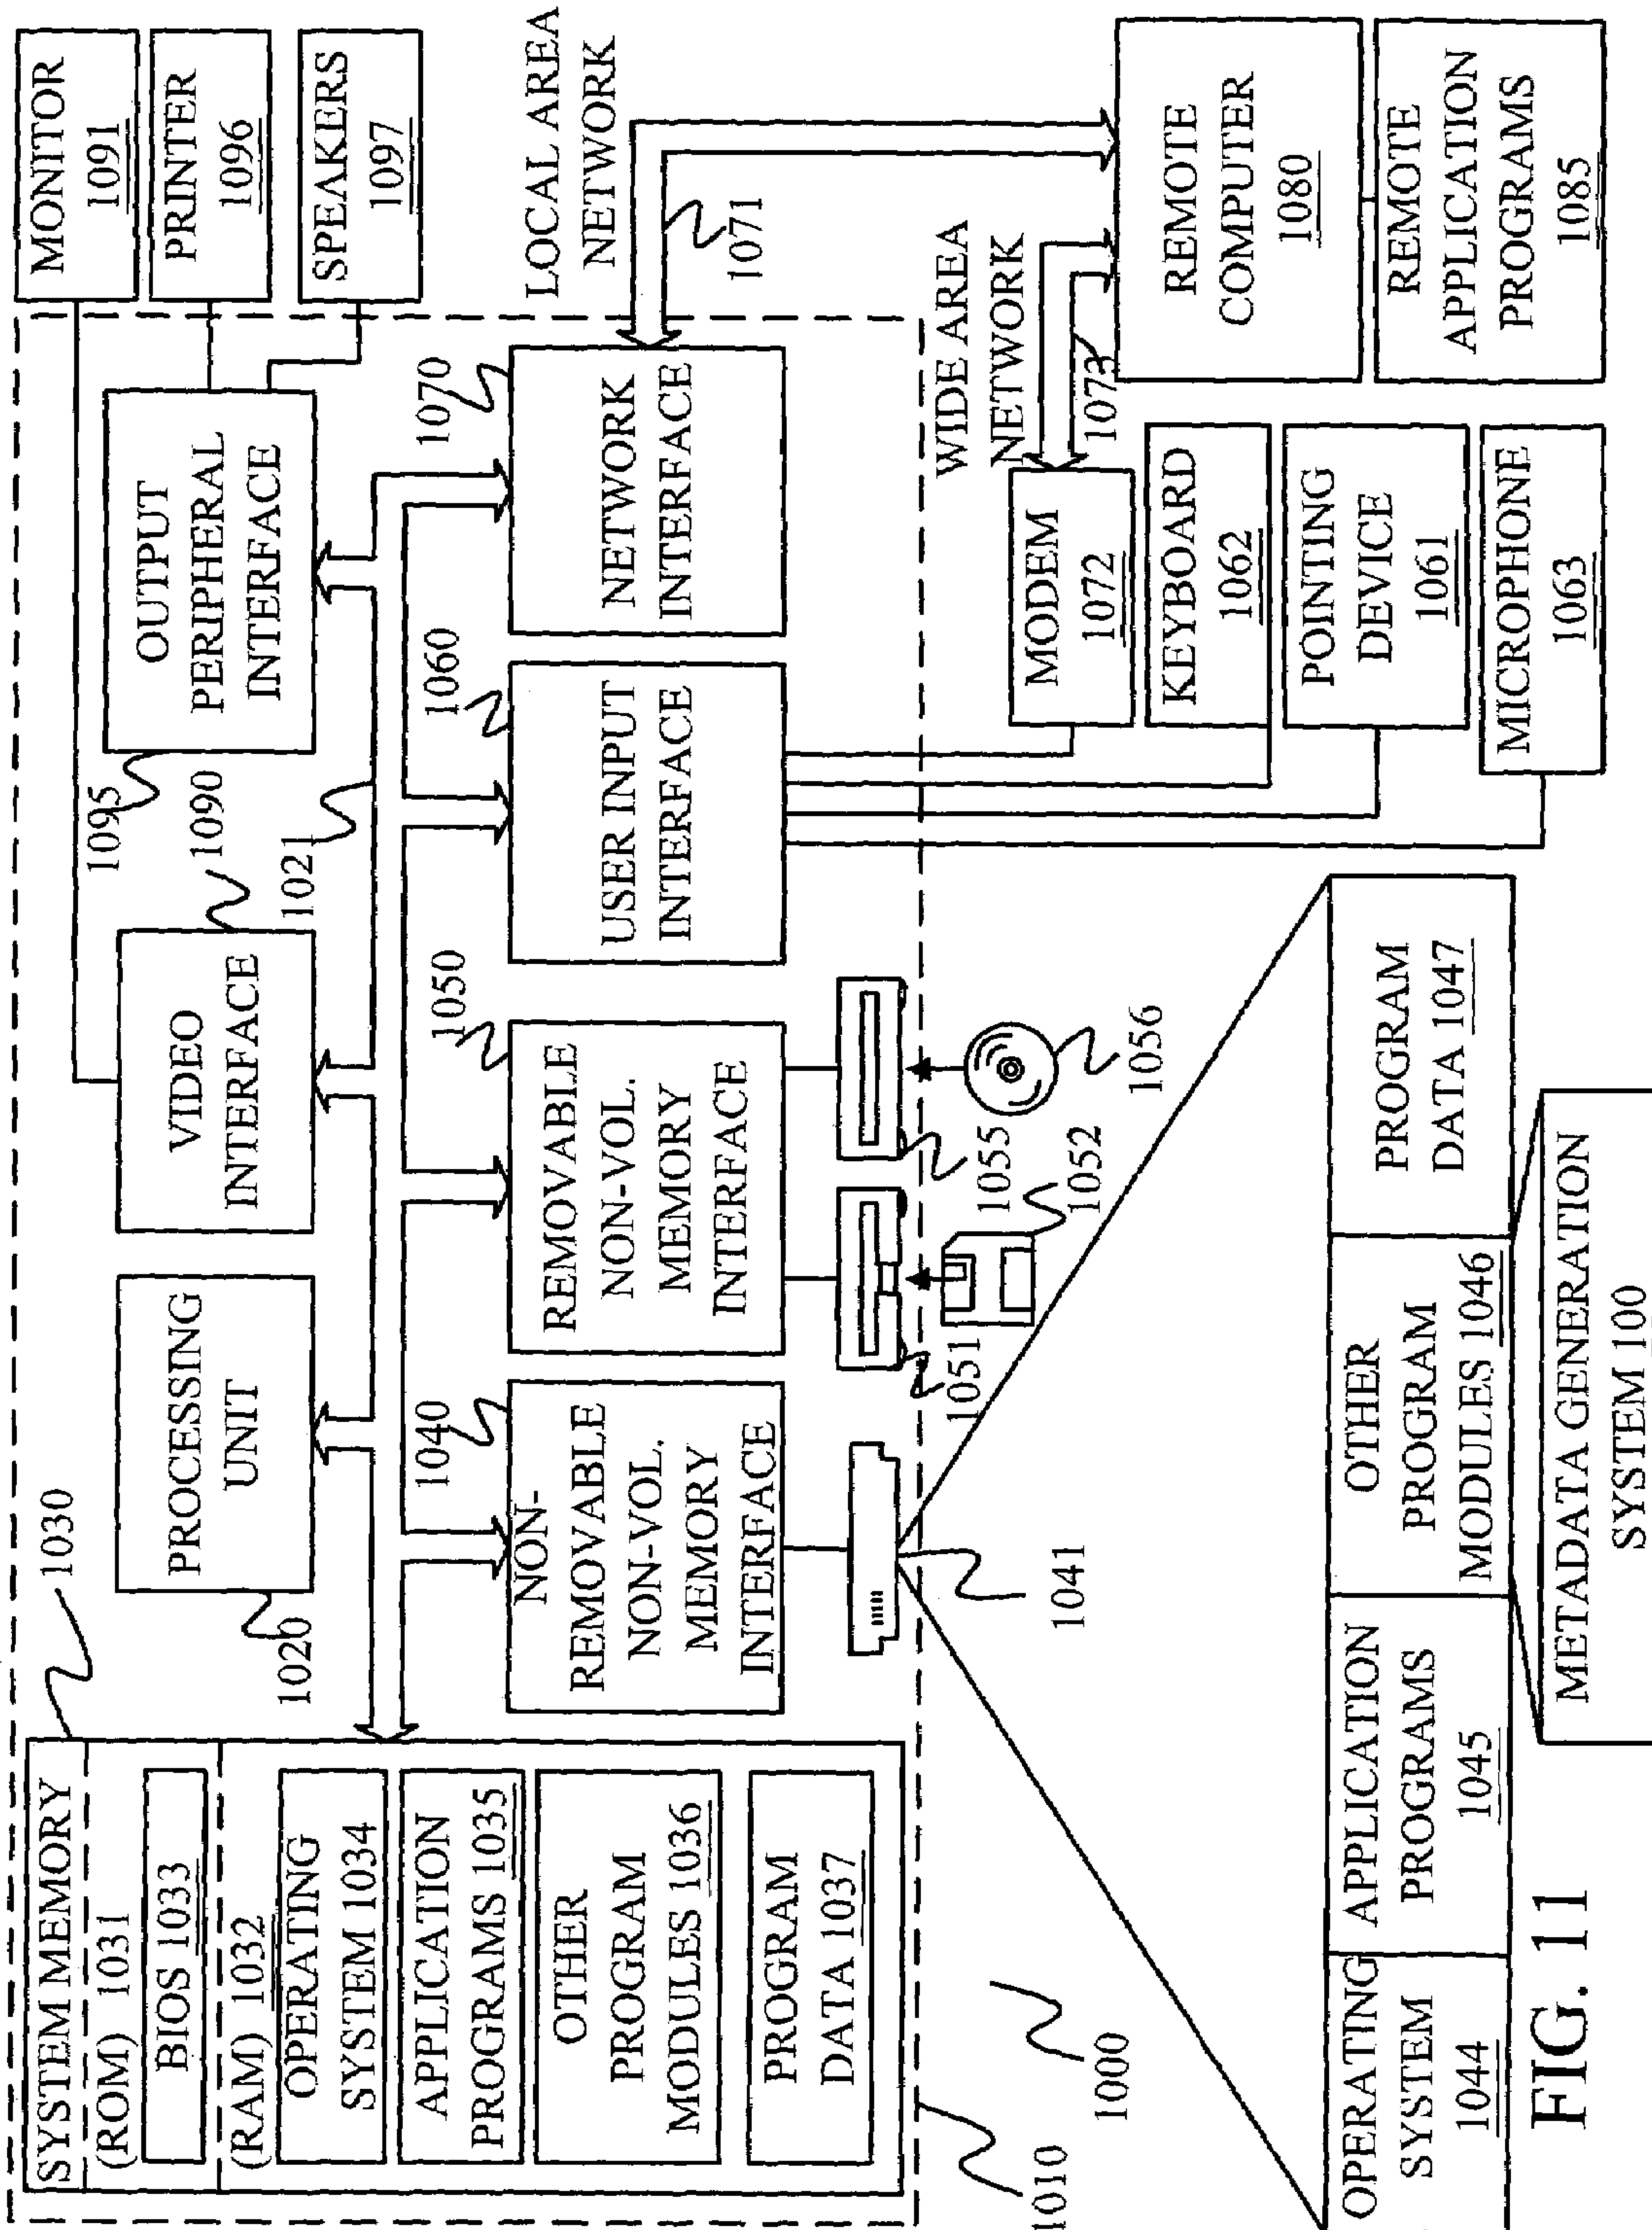 SYSTEM MEMORY
(ROM) 1031
BIOS 1033
(RAM) 1032
OPERATING
SYSTEM 1034
APPLICATION
PROGRAMS 1035
OTHER
PROGRAM
MODULES 1036
PROGRAM
DATA 1037
1030
PROCESSING
UNIT
1020
VIDEO
INTERFACE
1090
OUTPUT
PERIPHERAL
INTERFACE
1095
1021
MONITOR
1091
PRINTER
1096
SPEAKERS
1097
1040
NON-
REMOVABLE
NON-VOL.
MEMORY
INTERFACE
1050
REMOVABLE
NON-VOL.
MEMORY
INTERFACE
1060
USER INPUT
INTERFACE
1070
NETWORK
INTERFACE
LOCAL AREA
NETWORK
1071
1041
1051
1052
1055
1056
WIDE AREA
NETWORK
1073
MODEM
1072
KEYBOARD
1062
POINTING
DEVICE
1061
MICROPHONE
1063
REMOTE
COMPUTER
1080
REMOTE
APPLICATION
PROGRAMS
1085
1010
1000
OPERATING
SYSTEM
1044
APPLICATION
PROGRAMS
1045
OTHER
PROGRAM
MODULES 1046
PROGRAM
DATA 1047
METADATA GENERATION
SYSTEM 100
FIG. 11